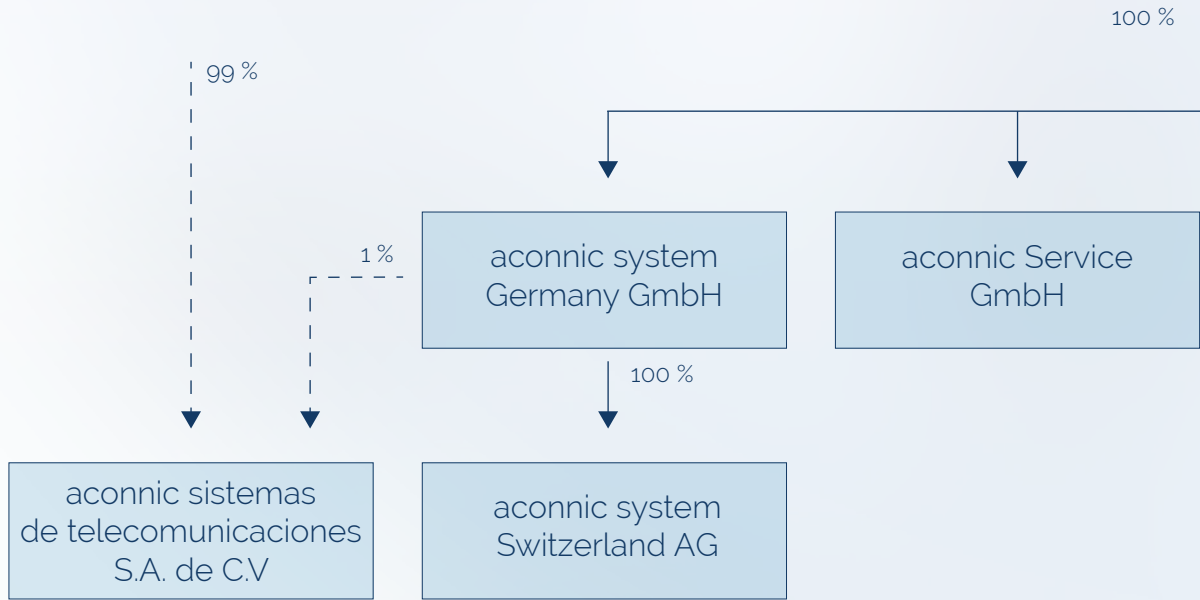 100 %
99 %
1 %
aconnic system
Germany GmbH
aconnic Service
GmbH
100 %
aconnic sistemas
de telecomunicaciones
S.A. de C.V
aconnic system
Switzerland AG